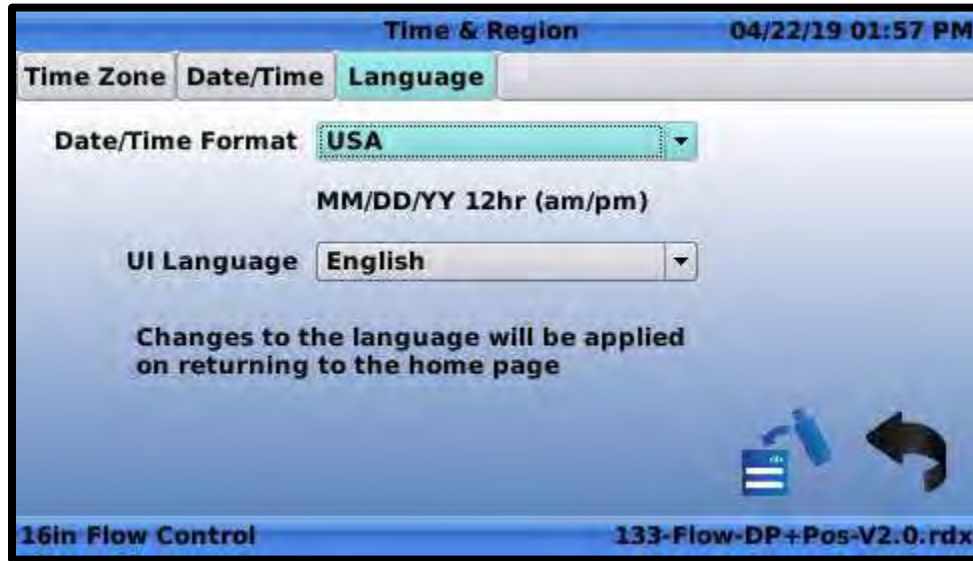 Time & Region 04/22/19 01:57 PM
Time Zone Date/Time Language
Date/Time Format USA
MM/DD/YY 12hr (am/pm)
UI Language English
Changes to the language will be applied
on returning to the home page
16in Flow Control 133-Flow-DP+Pos-V2.0.rdx